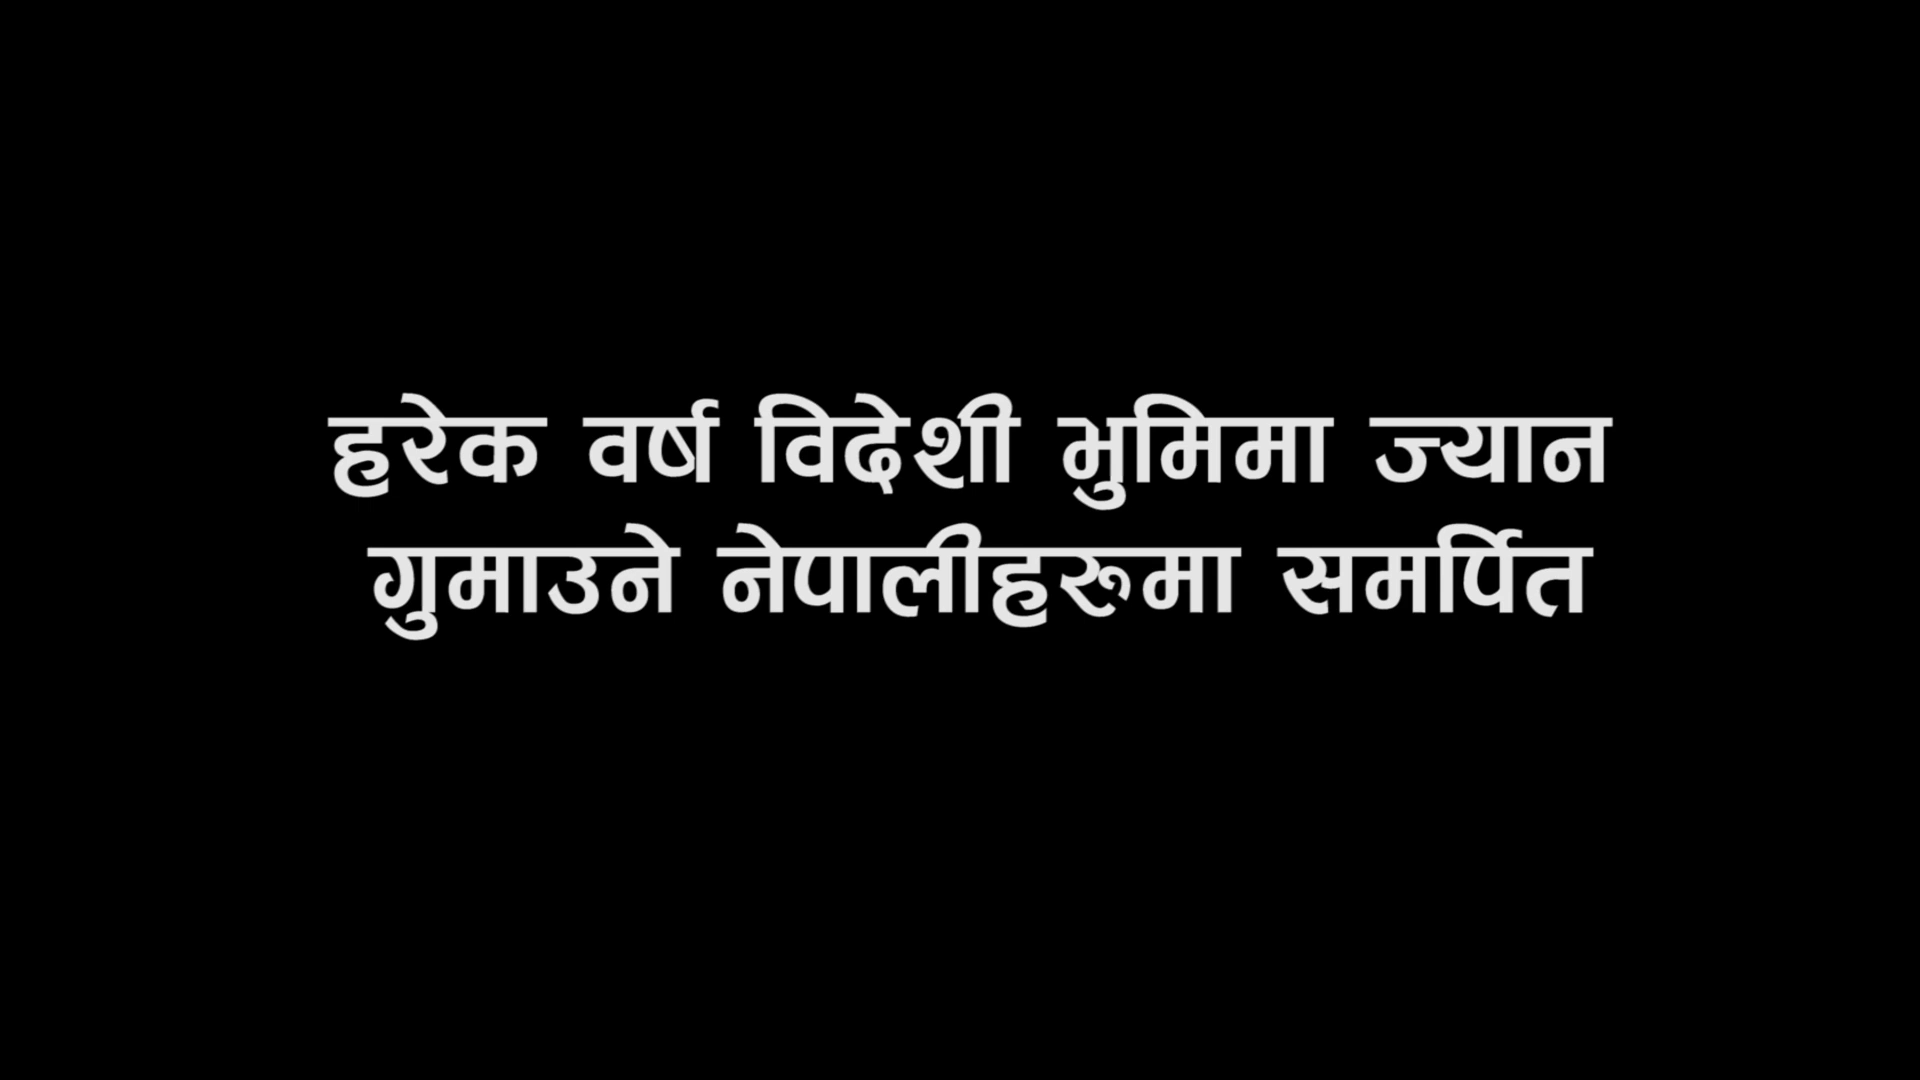 हरेक वर्ष विदेशी भुमिमा ज्यान
गुमाउने नेपालीहरुमा समर्पित